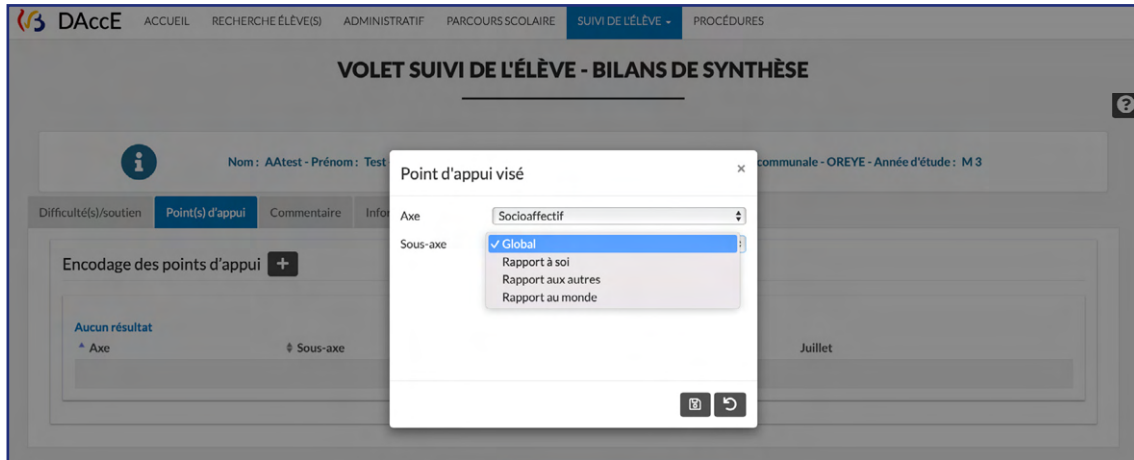 DAccE ACCUEIL RECHERCHE ÉLÈVE(S) ADMINISTRATIF PARCOURS SCOLAIRE SUIVI DE L'ÉLÈVE PROCÉDURES
VOLET SUIVI DE L'ÉLÈVE - BILANS DE SYNTHÈSE
?
Nom : AAtest - Prénom : Test communale - OREYE - Année d'étude : M 3
Difficulté(s)/soutien Point(s) d'appui Commentaire Infor
Encodage des points d'appui +
Aucun résultat
Axe Sous-axe Juillet
Point d'appui visé ×
Axe Socioaffectif
Sous-axe ✓ Global
Rapport à soi
Rapport aux autres
Rapport au monde